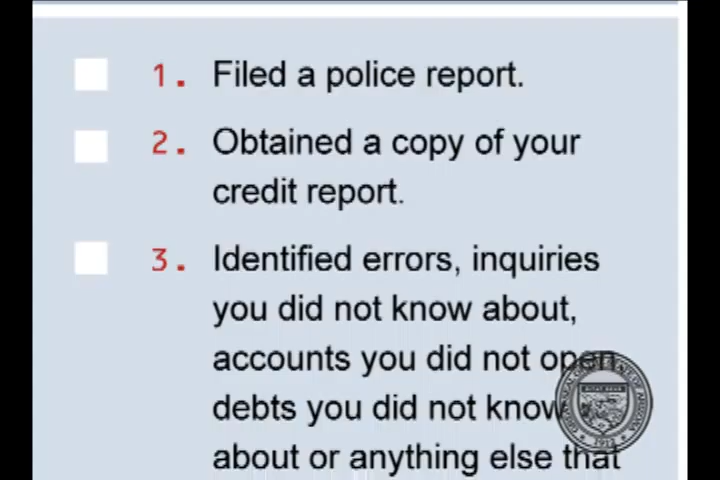 1. Filed a police report.
2. Obtained a copy of your
credit report.
3. Identified errors, inquiries
you did not know about,
accounts you did not open
debts you did not know
about or anything else that
1912